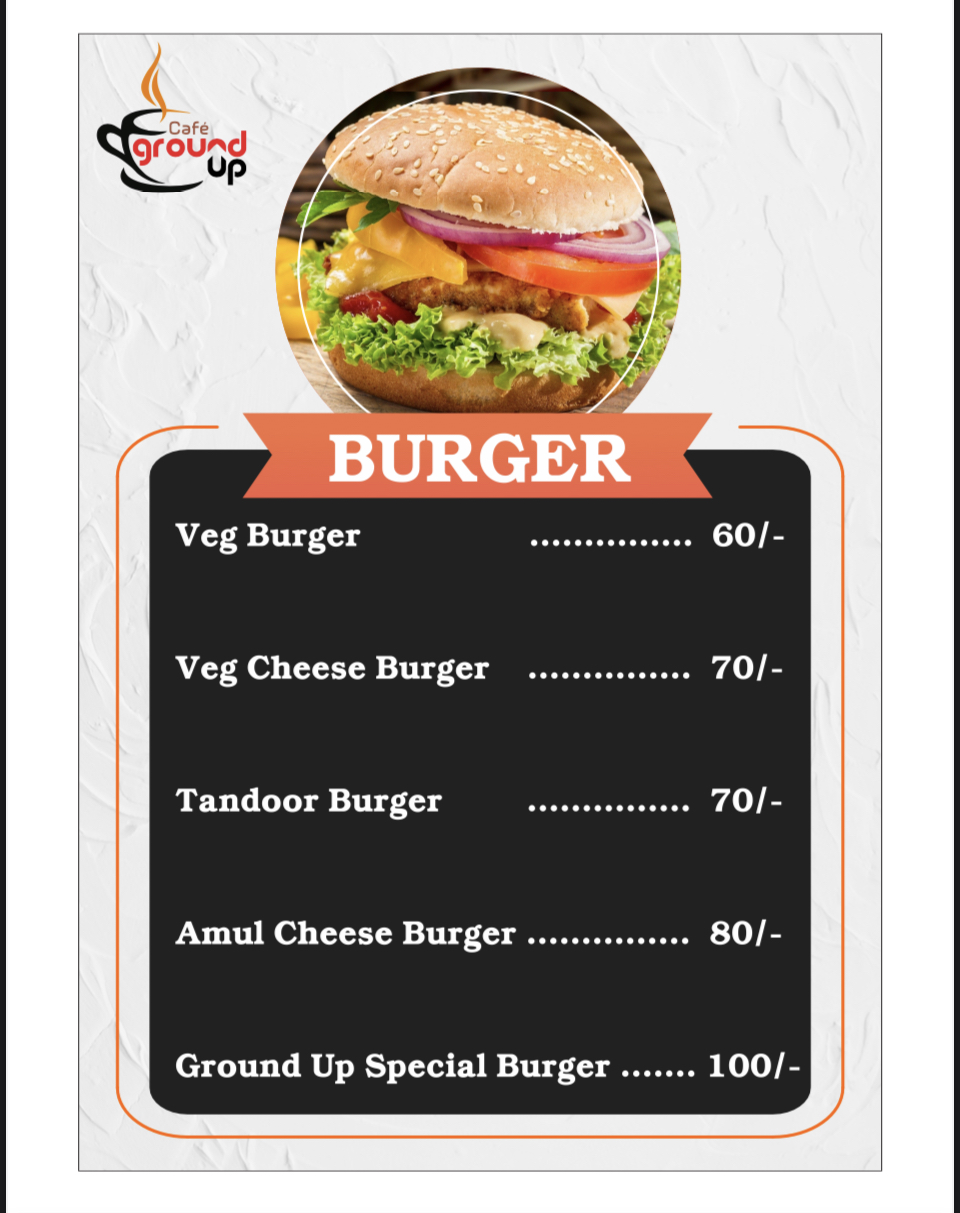 Café
ground
up
BURGER
Veg Burger ............... 60/-
Veg Cheese Burger ............... 70/-
Tandoor Burger ............... 70/-
Amul Cheese Burger ............... 80/-
Ground Up Special Burger ....... 100/-